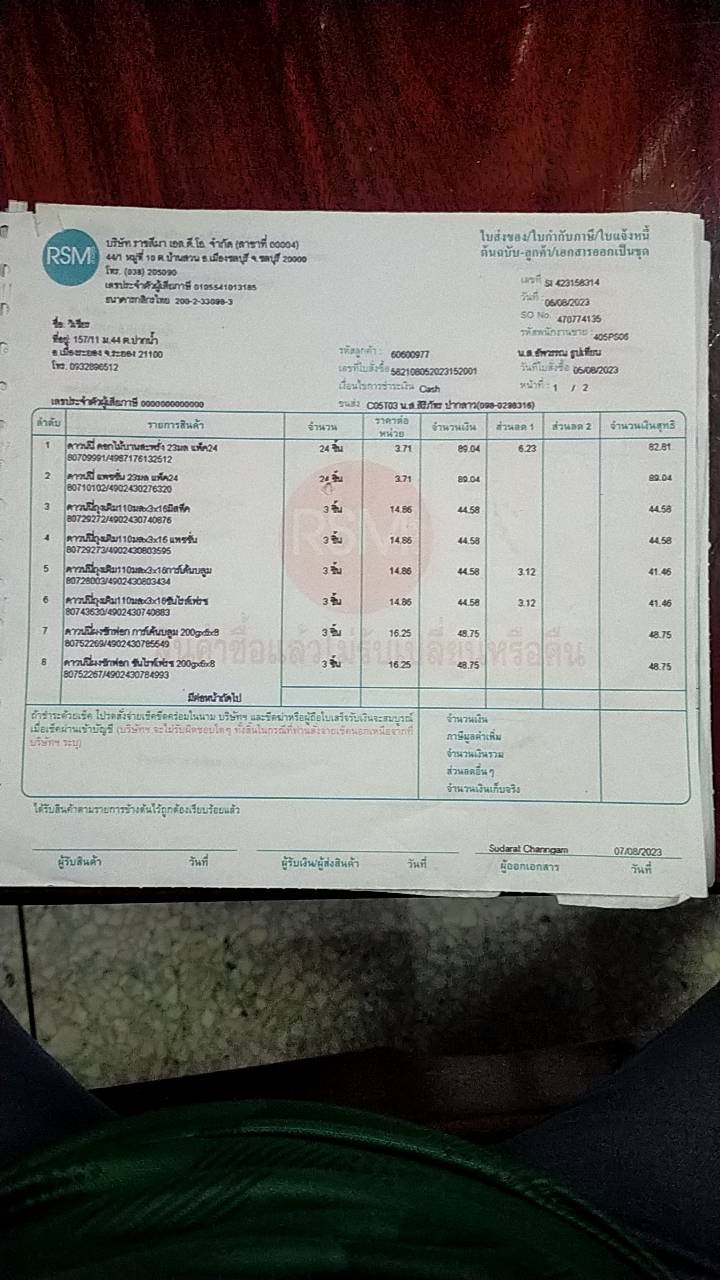 RSM
บริษัท ราชสีมา เอส.ดี.โอ. จำกัด (สาขาที่ 00004)
44/1 หมู่ที่ 10 ต.บ้านสวน อ.เมืองชลบุรี จ.ชลบุรี 20000
โทร. (038) 205090
เลขประจำตัวผู้เสียภาษี 0105541013185
ธนาคารกสิกรไทย 200-2-33098-3
ใบส่งของ/ใบกำกับภาษี/ใบแจ้งหนี้
ต้นฉบับ-ลูกค้า/เอกสารออกเป็นชุด
เลขที่ SI 423158314
วันที่ 06/08/2023
SO No. 470774135
รหัสพนักงานขาย 405PS06
ชื่อ วิเชียร
ที่อยู่ 157/11 ม.44 ต.ปากน้ำ
อ.เมืองระยอง จ.ระยอง 21100
โทร. 0932896512
รหัสลูกค้า : 60600977
เลขที่ใบสั่งซื้อ 582108052023152001
เงื่อนไขการชำระเงิน Cash
น.ส.อัพวรรณ ธูปเทียน
วันที่ใบสั่งซื้อ 05/08/2023
หน้าที่ : 1 / 2
เลขประจำตัวผู้เสียภาษี 0000000000000
ขนส่ง C05T03 น.ส.สิริภัทร ปากลาว(098-0298316)
ลำดับ รายการสินค้า จำนวน ราคาต่อหน่วย จำนวนเงิน ส่วนลด 1 ส่วนลด 2 จำนวนเงินสุทธิ
1 ดาวน์นี่ ดอกไม้บานสะพรั่ง 23มล แพ็ค24 24 ชิ้น 3.71 89.04 6.23 82.81
80709991/4987176132512
2 ดาวน์นี่ แพชชั่น 23มล แพ็ค24 24 ชิ้น 3.71 89.04 89.04
80710102/4902430276320
3 ดาวน์นี่ถุงเติม110มลx3x16มิสทีค 3 ชิ้น 14.86 44.58 44.58
80729272/4902430740876
4 ดาวน์นี่ถุงเติม110มลx3x16 แพชชั่น 3 ชิ้น 14.86 44.58 44.58
80729273/4902430803595
5 ดาวน์นี่ถุงเติม110มลx3x16การ์เด้นบลูม 3 ชิ้น 14.86 44.58 3.12 41.46
80728003/4902430803434
6 ดาวน์นี่ถุงเติม110มลx3x16ซันไรส์เฟรช 3 ชิ้น 14.86 44.58 3.12 41.46
80743630/4902430740883
7 ดาวน์นี่ผงซักฟอก การ์เด้นบลูม 200gx6x8 3 ชิ้น 16.25 48.75 48.75
80752269/4902430785549
8 ดาวน์นี่ผงซักฟอก ซันไรส์เฟรช 200gx6x8 3 ชิ้น 16.25 48.75 48.75
80752267/4902430784993
สินค้าซื้อแล้วไม่รับเปลี่ยนหรือคืน
มีต่อหน้าถัดไป
ถ้าชำระด้วยเช็ค โปรดสั่งจ่ายเช็คขีดคร่อมในนาม บริษัทฯ และขีดฆ่าหรือผู้ถือใบเสร็จรับเงินจะสมบูรณ์
เมื่อเช็คผ่านเข้าบัญชี (บริษัทฯ จะไม่รับผิดชอบใดๆ ทั้งสิ้นในกรณีที่ท่านสั่งจ่ายเช็คนอกเหนือจากที่
บริษัทฯ ระบุ)
จำนวนเงิน
ภาษีมูลค่าเพิ่ม
จำนวนเงินรวม
ส่วนลดอื่นๆ
จำนวนเงินเก็บจริง
ได้รับสินค้าตามรายการข้างต้นไว้ถูกต้องเรียบร้อยแล้ว
Sudarat Channgam 07/08/2023
ผู้รับสินค้า วันที่ ผู้รับเงิน/ผู้ส่งสินค้า วันที่ ผู้ออกเอกสาร วันที่